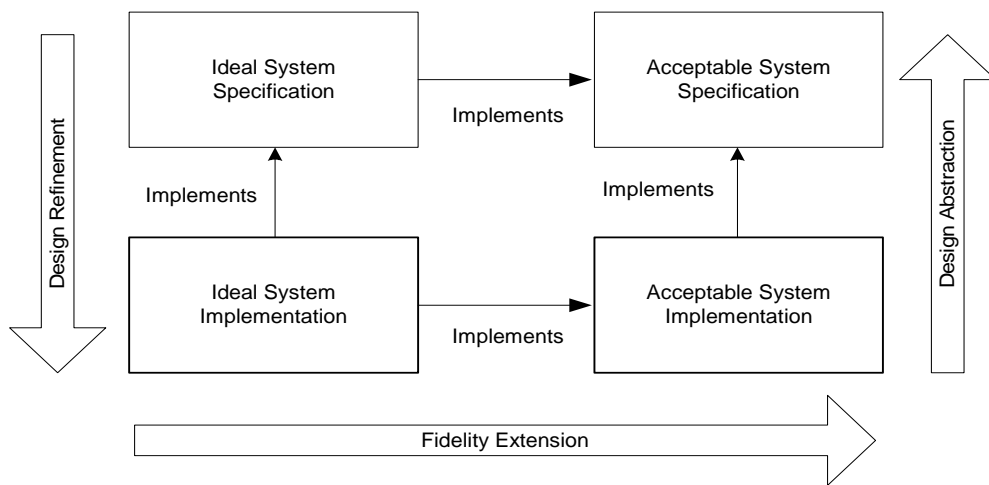 Ideal System
Specification
Implements
Acceptable System
Specification
Design Refinement
Implements
Implements
Design Abstraction
Ideal System
Implementation
Implements
Acceptable System
Implementation
Fidelity Extension